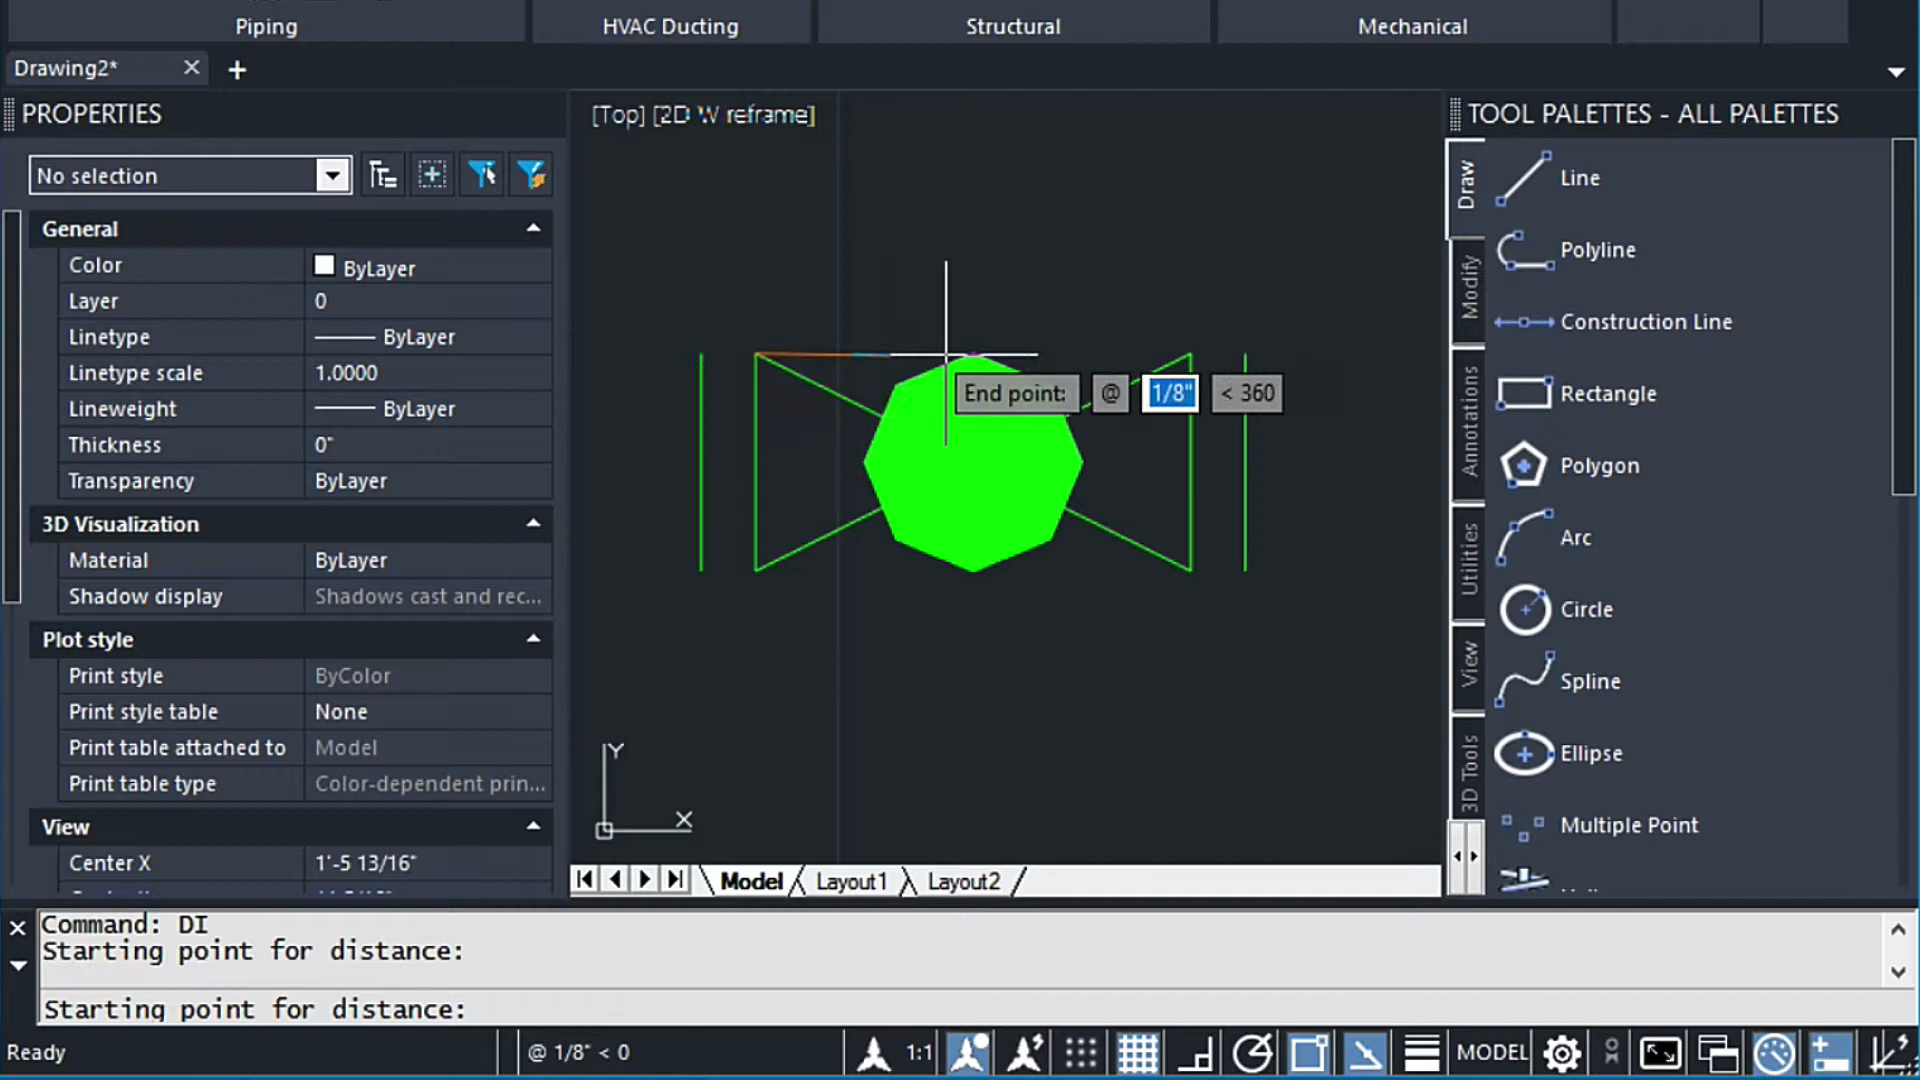 Piping HVAC Ducting Structural Mechanical
Drawing2*
PROPERTIES
No selection
General
Color ByLayer
Layer 0
Linetype ByLayer
Linetype scale 1.0000
Lineweight ByLayer
Thickness 0"
Transparency ByLayer
3D Visualization
Material ByLayer
Shadow display Shadows cast and rec...
Plot style
Print style ByColor
Print style table None
Print table attached to Model
Print table type Color-dependent prin...
View
Center X 1'-5 13/16"
[Top] [2D W reframe]
End point: @ 1/8" < 360
Y
X
Model Layout1 Layout2
TOOL PALETTES - ALL PALETTES
Draw
Modify
Annotations
Utilities
View
3D Tools
Line
Polyline
Construction Line
Rectangle
Polygon
Arc
Circle
Spline
Ellipse
Multiple Point
Command: DI
Starting point for distance:
Starting point for distance:
Ready @ 1/8" < 0 1:1 MODEL